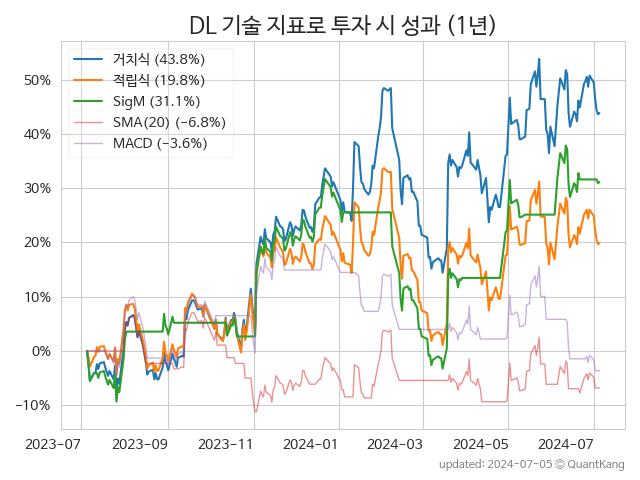 DL 기술 지표로 투자 시 성과 (1년)
거치식 (43.8%)
적립식 (19.8%)
SigM (31.1%)
SMA(20) (−6.8%)
MACD (−3.6%)
50%
40%
30%
20%
10%
0%
−10%
2023−07 2023−09 2023−11 2024−01 2024−03 2024−05 2024−07
updated: 2024-07-05 © QuantKang